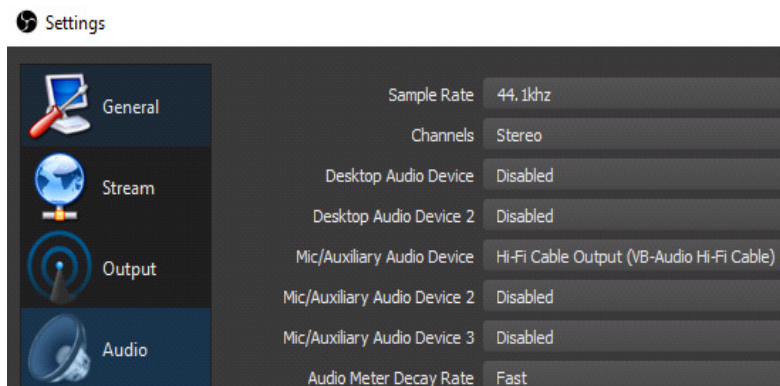 Settings
General
Stream
Output
Audio
Sample Rate 44.1khz
Channels Stereo
Desktop Audio Device Disabled
Desktop Audio Device 2 Disabled
Mic/Auxiliary Audio Device Hi-Fi Cable Output (VB-Audio Hi-Fi Cable)
Mic/Auxiliary Audio Device 2 Disabled
Mic/Auxiliary Audio Device 3 Disabled
Audio Meter Decay Rate Fast